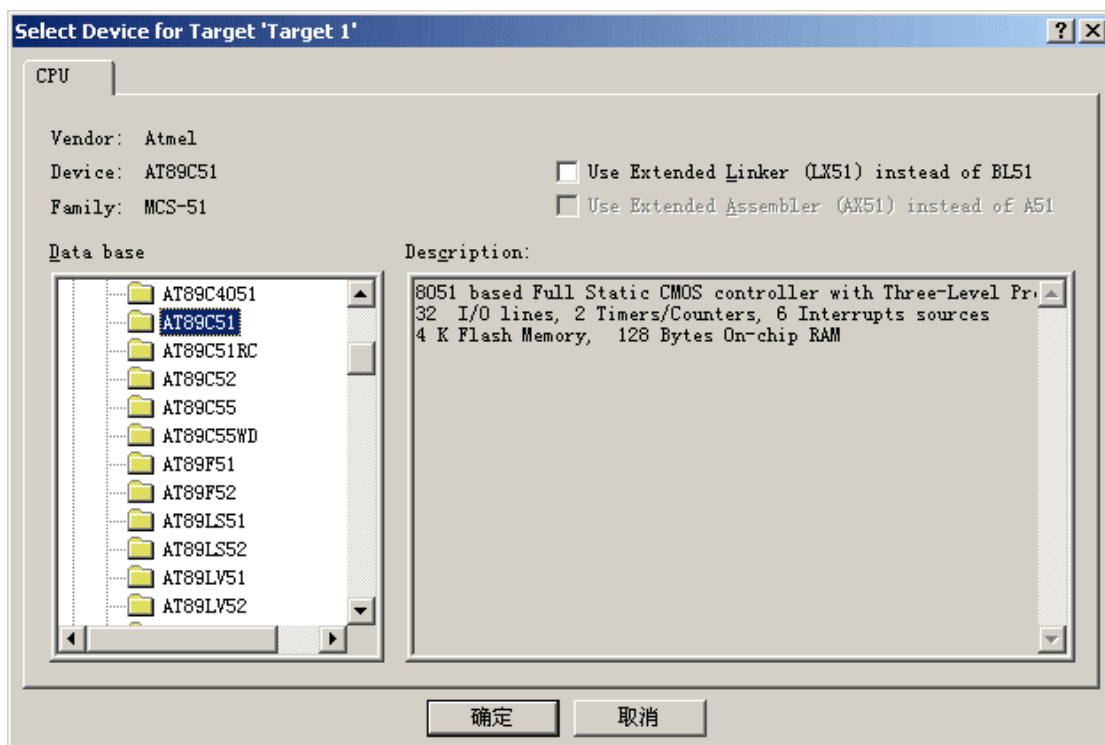 Select Device for Target 'Target 1'
CPU
Vendor: Atmel
Device: AT89C51
Family: MCS-51
Use Extended Linker (LX51) instead of BL51
Use Extended Assembler (AX51) instead of A51
Data base
AT89C4051
AT89C51
AT89C51RC
AT89C52
AT89C55
AT89C55WD
AT89F51
AT89F52
AT89LS51
AT89LS52
AT89LV51
AT89LV52
Description:
8051 based Full Static CMOS controller with Three-Level Pr
32 I/O lines, 2 Timers/Counters, 6 Interrupts sources
4 K Flash Memory, 128 Bytes On-chip RAM
确定 取消